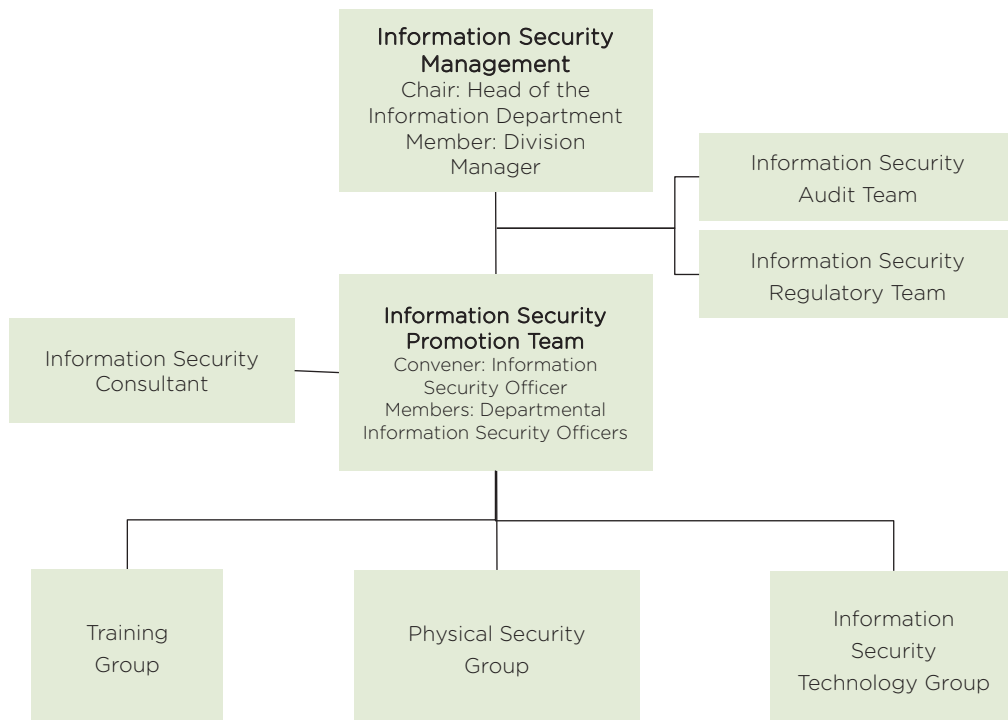 Information Security
Management
Chair: Head of the
Information Department
Member: Division
Manager
Information Security
Audit Team
Information Security
Regulatory Team
Information Security
Promotion Team
Convener: Information
Security Officer
Members: Departmental
Information Security Officers
Information Security
Consultant
Training
Group
Physical Security
Group
Information
Security
Technology Group